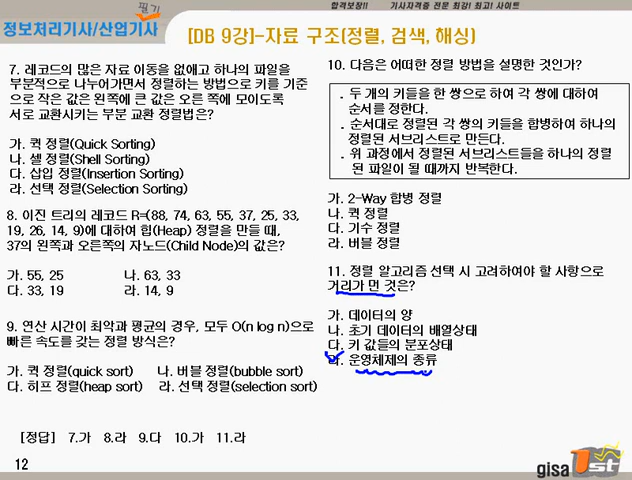 합격보장!! 기사자격증 전문 최강! 최고! 사이트
필기
정보처리기사/산업기사
[DB 9강]-자료 구조(정렬, 검색, 해싱)
7. 레코드의 많은 자료 이동을 없애고 하나의 파일을
부분적으로 나누어가면서 정렬하는 방법으로 키를 기준
으로 작은 값은 왼쪽에 큰 값은 오른 쪽에 모이도록
서로 교환시키는 부분 교환 정렬법은?
가. 퀵 정렬(Quick Sorting)
나. 셀 정렬(Shell Sorting)
다. 삽입 정렬(Insertion Sorting)
라. 선택 정렬(Selection Sorting)
8. 이진 트리의 레코드 R=(88, 74, 63, 55, 37, 25, 33,
19, 26, 14, 9)에 대하여 힙(Heap) 정렬을 만들 때,
37의 왼쪽과 오른쪽의 자노드(Child Node)의 값은?
가. 55, 25 나. 63, 33
다. 33, 19 라. 14, 9
9. 연산 시간이 최악과 평균의 경우, 모두 O(n log n)으로
빠른 속도를 갖는 정렬 방식은?
가. 퀵 정렬(quick sort) 나. 버블 정렬(bubble sort)
다. 히프 정렬(heap sort) 라. 선택 정렬(selection sort)
10. 다음은 어떠한 정렬 방법을 설명한 것인가?
. 두 개의 키들을 한 쌍으로 하여 각 쌍에 대하여
순서를 정한다.
. 순서대로 정렬된 각 쌍의 키들을 합병하여 하나의
정렬된 서브리스트로 만든다.
. 위 과정에서 정렬된 서브리스트들을 하나의 정렬
된 파일이 될 때까지 반복한다.
가. 2-Way 합병 정렬
나. 퀵 정렬
다. 기수 정렬
라. 버블 정렬
11. 정렬 알고리즘 선택 시 고려하여야 할 사항으로
거리가 먼 것은?
가. 데이터의 양
나. 초기 데이터의 배열상태
다. 키 값들의 분포상태
라. 운영체제의 종류
[정답] 7.가 8.라 9.다 10.가 11.라
12
gisa 1st